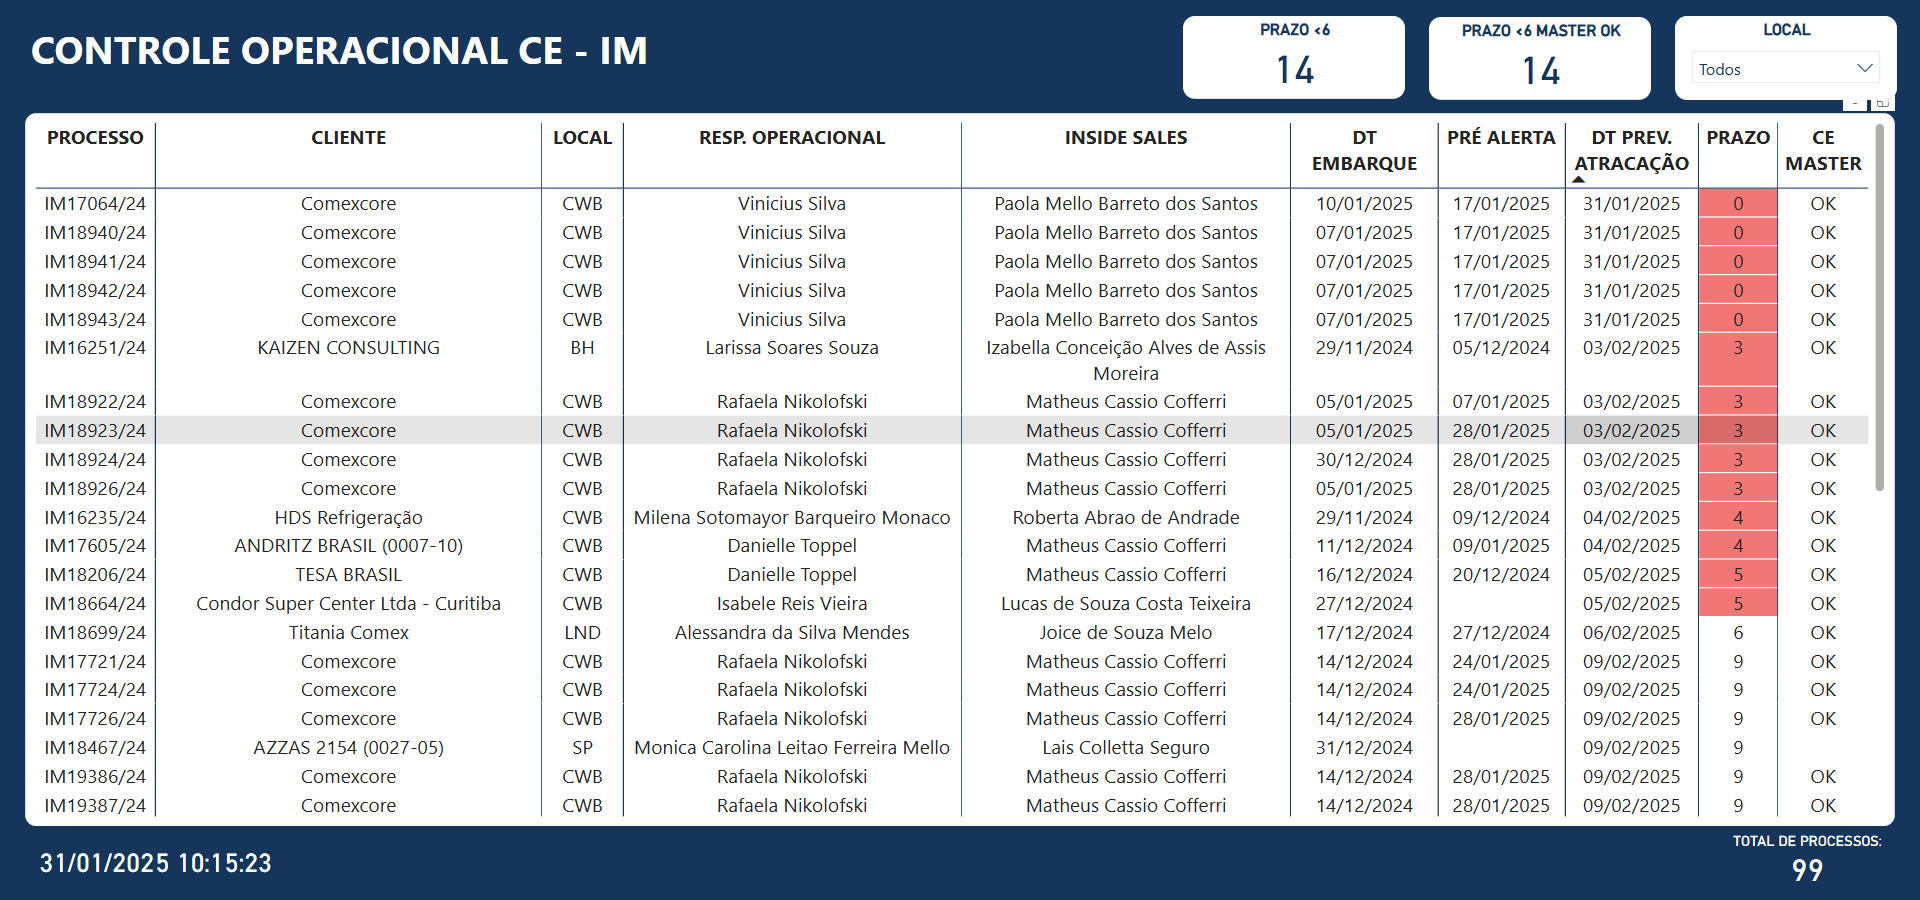 CONTROLE OPERACIONAL CE - IM
PRAZO <6
14
PRAZO <6 MASTER OK
14
LOCAL
Todos
PROCESSO CLIENTE LOCAL RESP. OPERACIONAL INSIDE SALES DT EMBARQUE PRÉ ALERTA DT PREV. ATRACAÇÃO PRAZO CE MASTER
IM17064/24 Comexcore CWB Vinicius Silva Paola Mello Barreto dos Santos 10/01/2025 17/01/2025 31/01/2025 0 OK
IM18940/24 Comexcore CWB Vinicius Silva Paola Mello Barreto dos Santos 07/01/2025 17/01/2025 31/01/2025 0 OK
IM18941/24 Comexcore CWB Vinicius Silva Paola Mello Barreto dos Santos 07/01/2025 17/01/2025 31/01/2025 0 OK
IM18942/24 Comexcore CWB Vinicius Silva Paola Mello Barreto dos Santos 07/01/2025 17/01/2025 31/01/2025 0 OK
IM18943/24 Comexcore CWB Vinicius Silva Paola Mello Barreto dos Santos 07/01/2025 17/01/2025 31/01/2025 0 OK
IM16251/24 KAIZEN CONSULTING BH Larissa Soares Souza Izabella Conceição Alves de Assis Moreira 29/11/2024 05/12/2024 03/02/2025 3 OK
IM18922/24 Comexcore CWB Rafaela Nikolofski Matheus Cassio Cofferri 05/01/2025 07/01/2025 03/02/2025 3 OK
IM18923/24 Comexcore CWB Rafaela Nikolofski Matheus Cassio Cofferri 05/01/2025 28/01/2025 03/02/2025 3 OK
IM18924/24 Comexcore CWB Rafaela Nikolofski Matheus Cassio Cofferri 30/12/2024 28/01/2025 03/02/2025 3 OK
IM18926/24 Comexcore CWB Rafaela Nikolofski Matheus Cassio Cofferri 05/01/2025 28/01/2025 03/02/2025 3 OK
IM16235/24 HDS Refrigeração CWB Milena Sotomayor Barqueiro Monaco Roberta Abrao de Andrade 29/11/2024 09/12/2024 04/02/2025 4 OK
IM17605/24 ANDRITZ BRASIL (0007-10) CWB Danielle Toppel Matheus Cassio Cofferri 11/12/2024 09/01/2025 04/02/2025 4 OK
IM18206/24 TESA BRASIL CWB Danielle Toppel Matheus Cassio Cofferri 16/12/2024 20/12/2024 05/02/2025 5 OK
IM18664/24 Condor Super Center Ltda - Curitiba CWB Isabele Reis Vieira Lucas de Souza Costa Teixeira 27/12/2024 05/02/2025 5 OK
IM18699/24 Titania Comex LND Alessandra da Silva Mendes Joice de Souza Melo 17/12/2024 27/12/2024 06/02/2025 6 OK
IM17721/24 Comexcore CWB Rafaela Nikolofski Matheus Cassio Cofferri 14/12/2024 24/01/2025 09/02/2025 9 OK
IM17724/24 Comexcore CWB Rafaela Nikolofski Matheus Cassio Cofferri 14/12/2024 24/01/2025 09/02/2025 9 OK
IM17726/24 Comexcore CWB Rafaela Nikolofski Matheus Cassio Cofferri 14/12/2024 28/01/2025 09/02/2025 9 OK
IM18467/24 AZZAS 2154 (0027-05) SP Monica Carolina Leitao Ferreira Mello Lais Colletta Seguro 31/12/2024 09/02/2025 9
IM19386/24 Comexcore CWB Rafaela Nikolofski Matheus Cassio Cofferri 14/12/2024 28/01/2025 09/02/2025 9 OK
IM19387/24 Comexcore CWB Rafaela Nikolofski Matheus Cassio Cofferri 14/12/2024 28/01/2025 09/02/2025 9 OK
31/01/2025 10:15:23
TOTAL DE PROCESSOS:
99